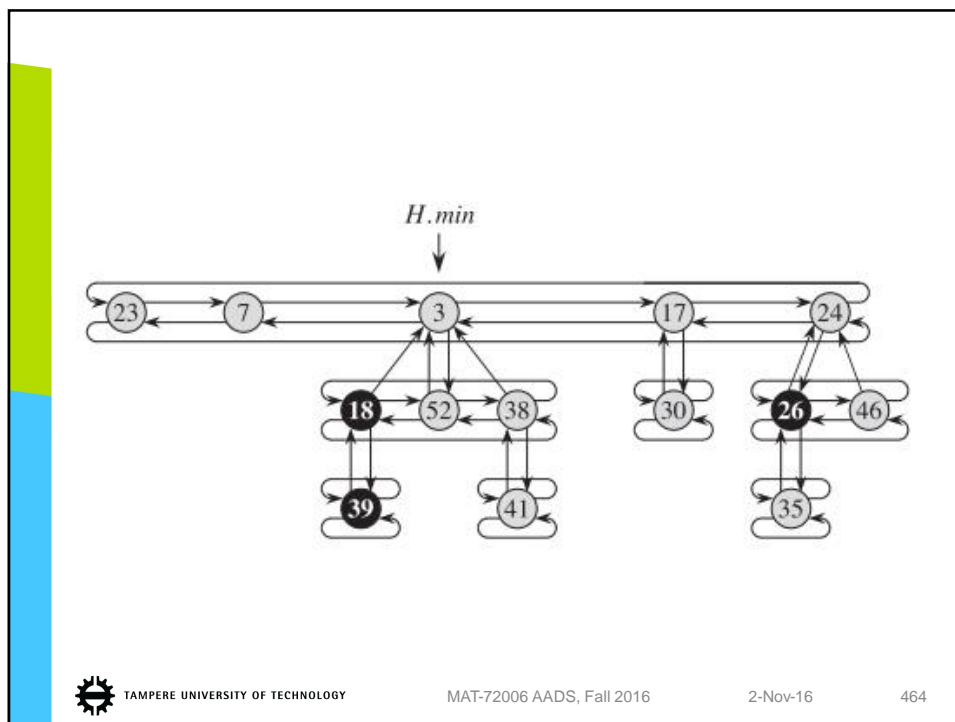 H.min
23 7 3 17 24
18 52 38 30 26 46
39 41 35
TAMPERE UNIVERSITY OF TECHNOLOGY MAT-72006 AADS, Fall 2016 2-Nov-16 464